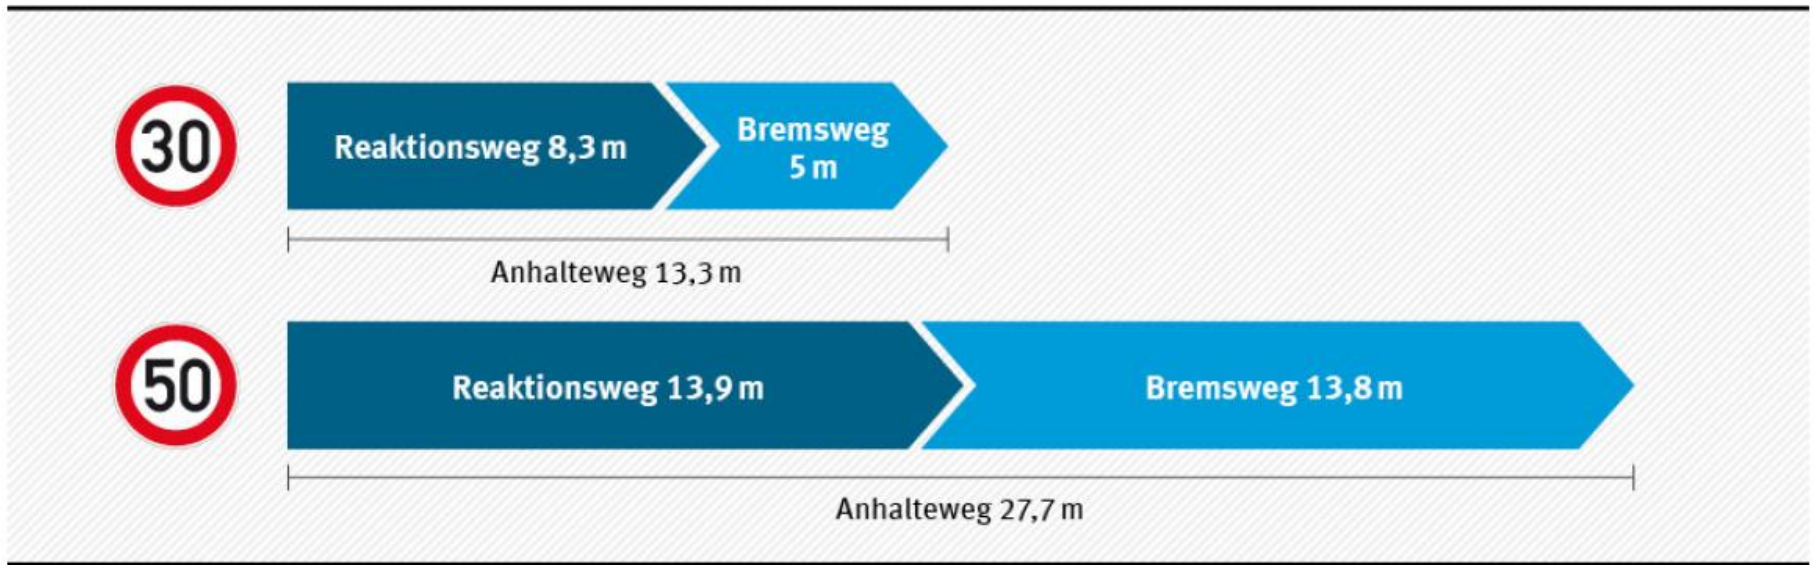 30
Reaktionsweg 8,3 m
Bremsweg
5 m
Anhalteweg 13,3 m
50
Reaktionsweg 13,9 m
Bremsweg 13,8 m
Anhalteweg 27,7 m